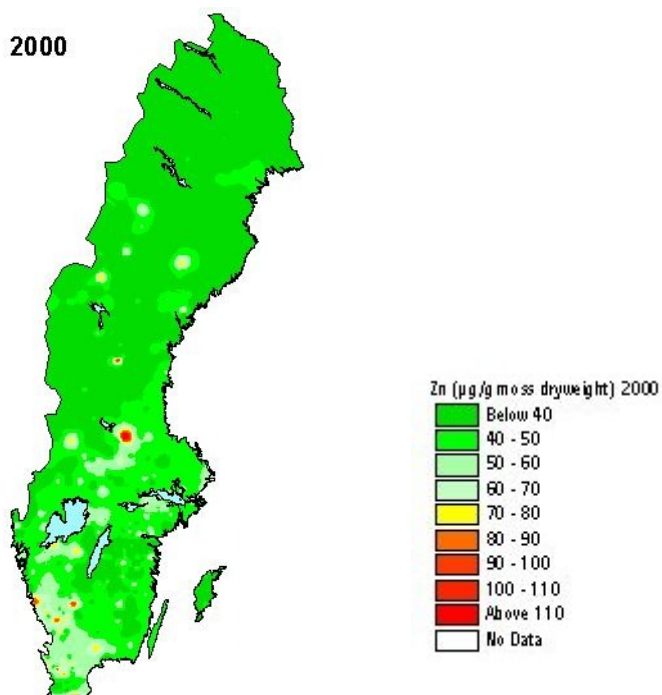 2000
Zn (µg/g moss dryweight) 2000
Below 40
40 - 50
50 - 60
60 - 70
70 - 80
80 - 90
90 - 100
100 - 110
Above 110
No Data